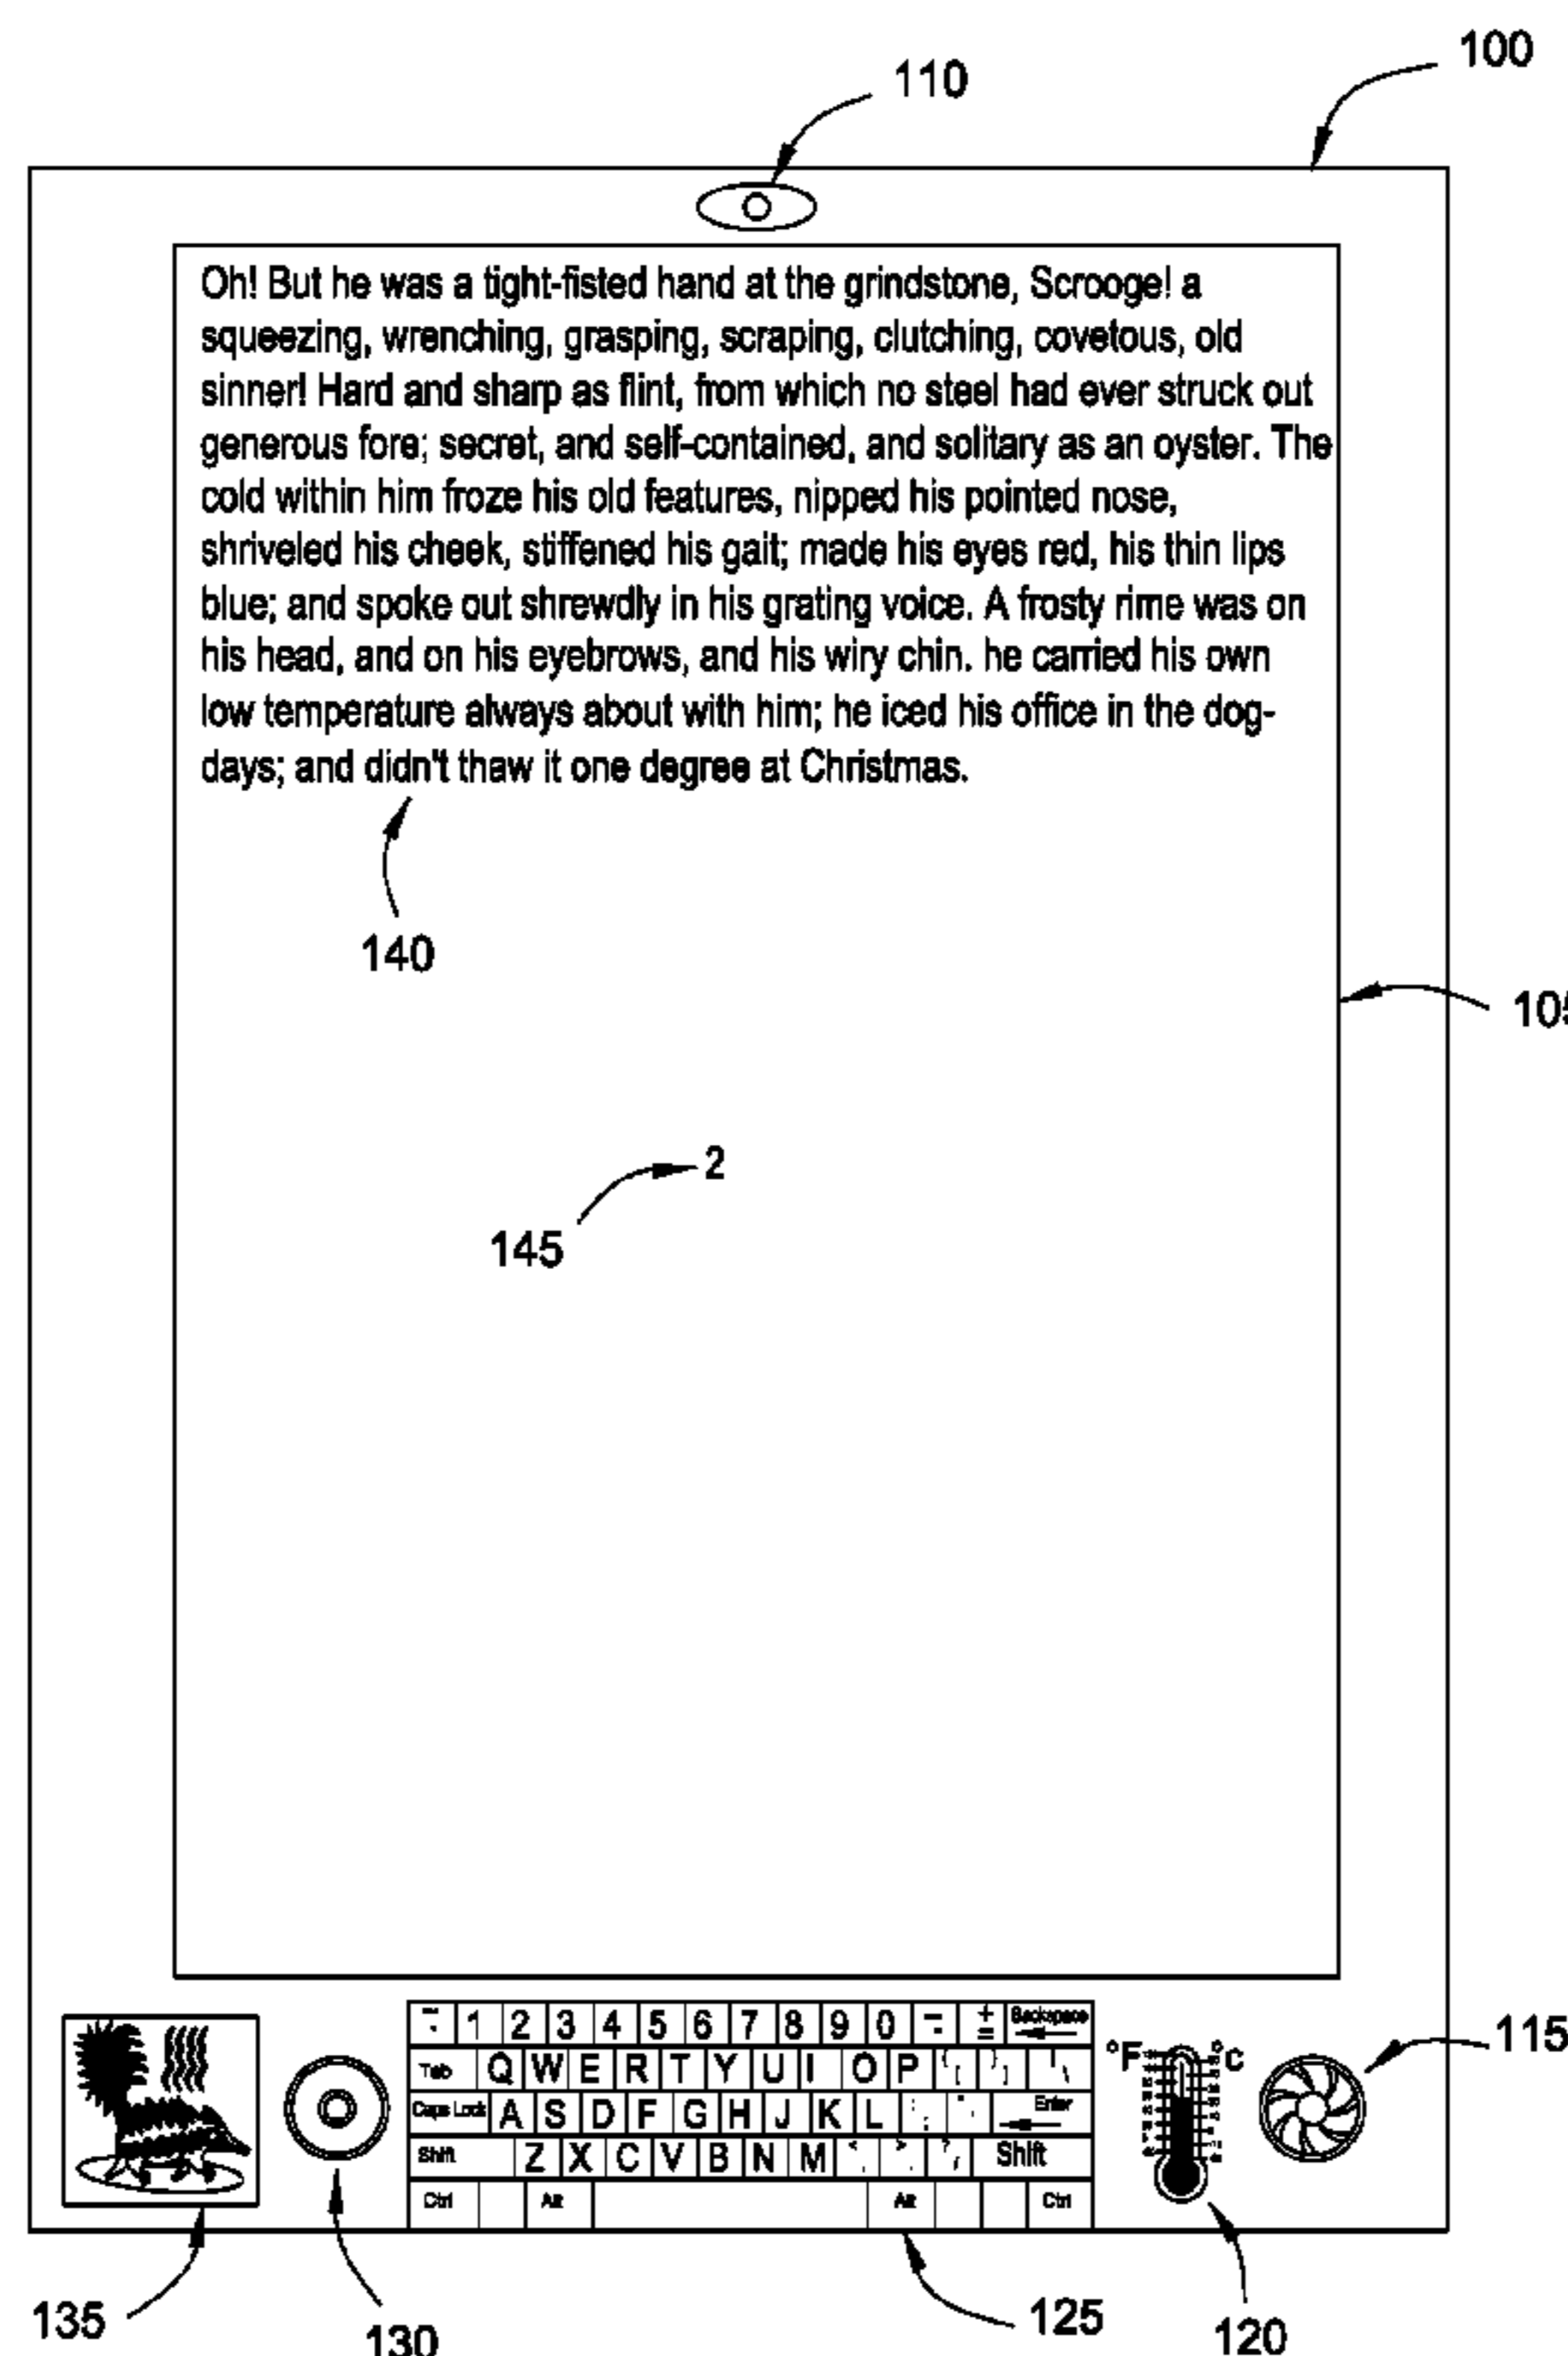 100
110
Oh! But he was a tight-fisted hand at the grindstone, Scrooge! a
squeezing, wrenching, grasping, scraping, clutching, covetous, old
sinner! Hard and sharp as flint, from which no steel had ever struck out
generous fore; secret, and self-contained, and solitary as an oyster. The
cold within him froze his old features, nipped his pointed nose,
shriveled his cheek, stiffened his gait; made his eyes red, his thin lips
blue; and spoke out shrewdly in his grating voice. A frosty rime was on
his head, and on his eyebrows, and his wiry chin. he carried his own
low temperature always about with him; he iced his office in the dog-
days; and didn't thaw it one degree at Christmas.
140
105
2
145
1 2 3 4 5 6 7 8 9 0 - + = Backspace
Tab Q W E R T Y U I O P { [ } ] | \
Caps Lock A S D F G H J K L : ; " ' Enter
Shift Z X C V B N M < , > . ? / Shift
Ctrl Alt Alt Ctrl
°F °C
115
135
130
125
120